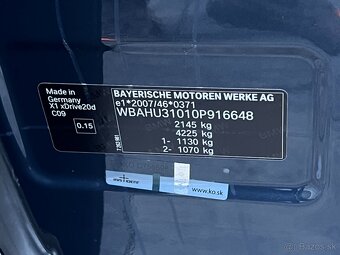 Made in
Germany
X1 xDrive20d
C09
0.15
BAYERISCHE MOTOREN WERKE AG
e1*2007/46*0371
WBAHU31010P916648
2145 kg
4225 kg
1- 1130 kg
2- 1070 kg
www.ko.sk
bazos.sk